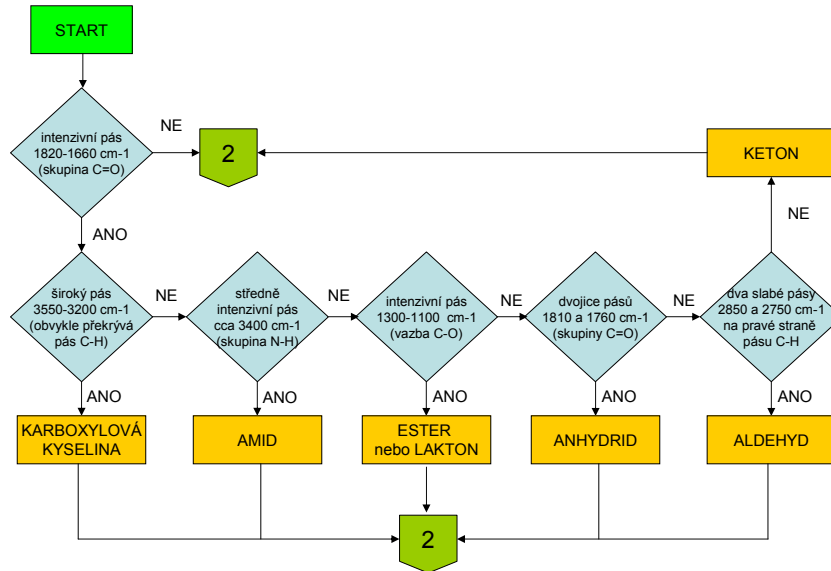 START
intenzivní pás
1820-1660 cm-1
(skupina C=O)
NE
2
KETON
ANO
NE
široký pás
3550-3200 cm-1
(obvykle překrývá
pás C-H)
NE
středně
intenzivní pás
cca 3400 cm-1
(skupina N-H)
NE
intenzivní pás
1300-1100 cm-1
(vazba C-O)
NE
dvojice pásů
1810 a 1760 cm-1
(skupiny C=O)
NE
dva slabé pásy
2850 a 2750 cm-1
na pravé straně
pásu C-H
ANO
ANO
ANO
ANO
ANO
KARBOXYLOVÁ
KYSELINA
AMID
ESTER
nebo LAKTON
ANHYDRID
ALDEHYD
2